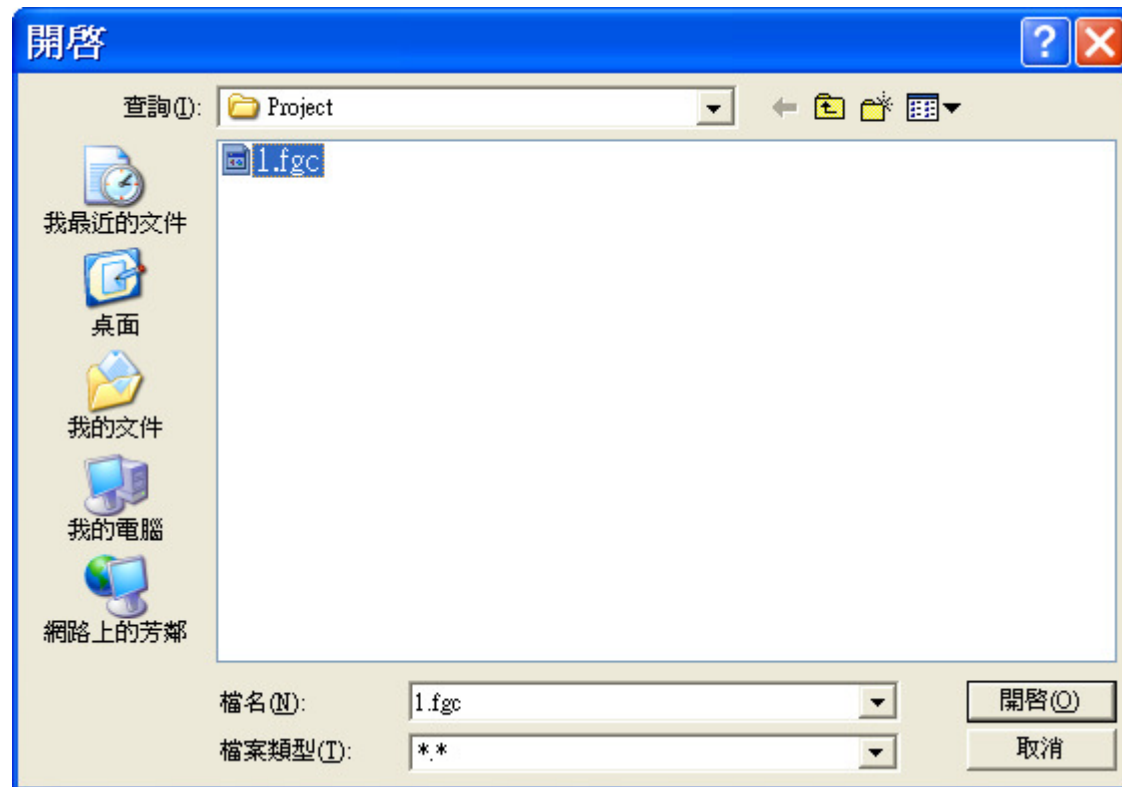 開啓
查詢(I):
Project
1.fgc
我最近的文件
桌面
我的文件
我的電腦
網路上的芳鄰
檔名(N):
1.fgc
開啓(O)
檔案類型(T):
*.*
取消